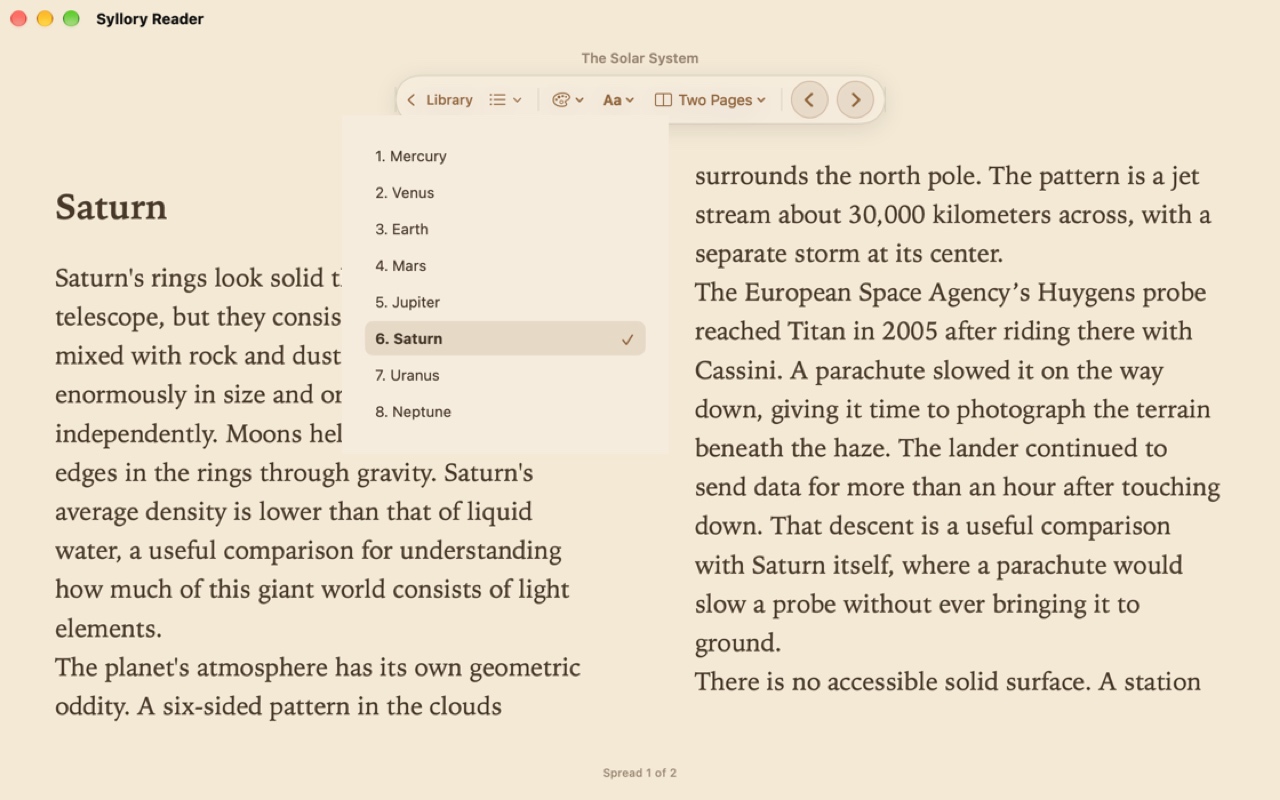 Syllory Reader
The Solar System
Library
Aa
Two Pages
1. Mercury
2. Venus
3. Earth
4. Mars
5. Jupiter
6. Saturn
7. Uranus
8. Neptune
Saturn
Saturn's rings look solid
telescope, but they consis
mixed with rock and dust
enormously in size and
independently. Moons hel
edges in the rings through gravity. Saturn's
average density is lower than that of liquid
water, a useful comparison for understanding
how much of this giant world consists of light
elements.
The planet's atmosphere has its own geometric
oddity. A six-sided pattern in the clouds
surrounds the north pole. The pattern is a jet
stream about 30,000 kilometers across, with a
separate storm at its center.
The European Space Agency’s Huygens probe
reached Titan in 2005 after riding there with
Cassini. A parachute slowed it on the way
down, giving it time to photograph the terrain
beneath the haze. The lander continued to
send data for more than an hour after touching
down. That descent is a useful comparison
with Saturn itself, where a parachute would
slow a probe without ever bringing it to
ground.
There is no accessible solid surface. A station
Spread 1 of 2